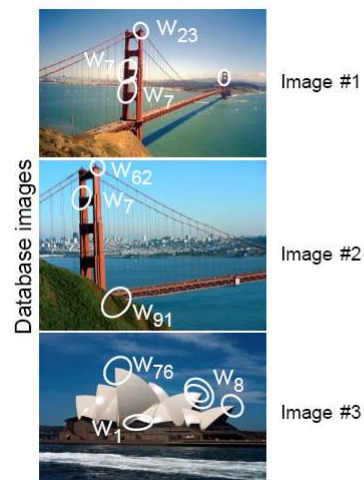 Database images
W23
W7
W7
Image #1
W62
W7
W91
Image #2
W76
W8
W1
Image #3